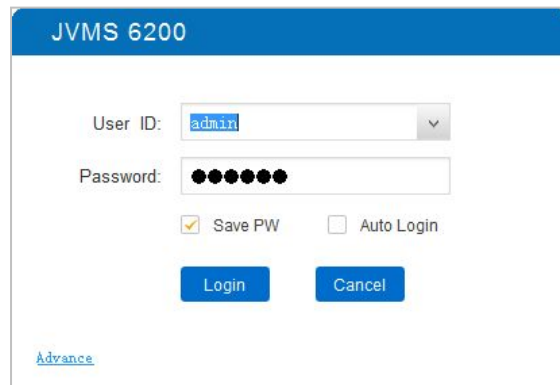 JVMS 6200
User ID: admin
Password: ●●●●●●
Save PW Auto Login
Login Cancel
Advance